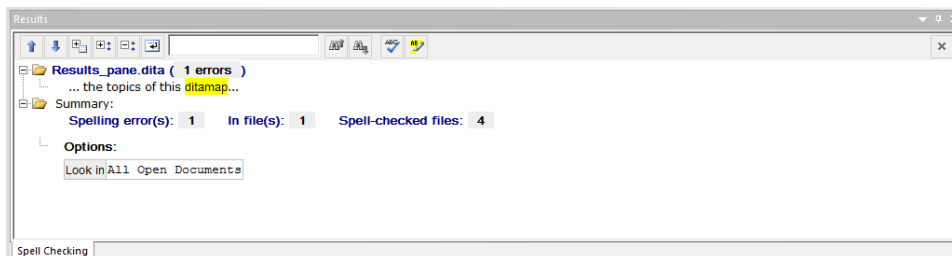 Results
Results_pane.dita ( 1 errors )
... the topics of this ditamap...
Summary:
Spelling error(s): 1 In file(s): 1 Spell-checked files: 4
Options:
Look in All Open Documents
Spell Checking